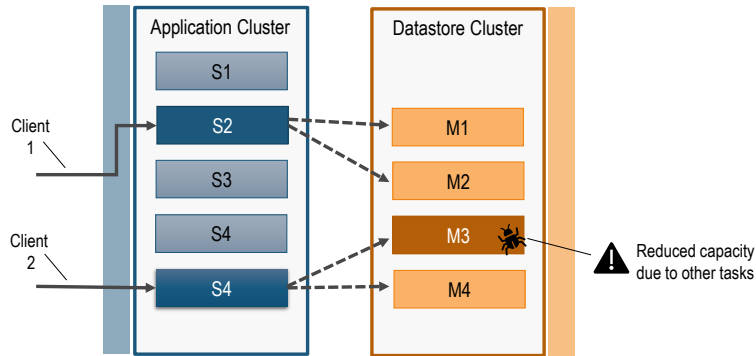 Application Cluster
Datastore Cluster
S1
Client
1
S2
M1
S3
M2
Client
2
S4
M3
Reduced capacity
due to other tasks
S4
M4